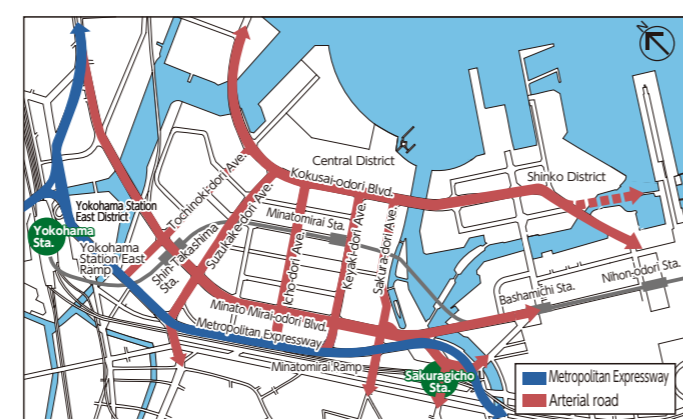 N
Central District
Kokusai-odori Blvd.
Shinko District
Tochinoki-dori Ave.
Suzukake-dori Ave.
Yokohama Station
East District
Yokohama
Sta.
Yokohama
Station East
Ramp
Shin-Takashima
Sta.
Minatomirai Sta.
Icho-dori Ave.
Keyaki-dori Ave.
Sakura-dori Ave.
Bashamichi Sta.
Nihon-odori Sta.
Minato Mirai-odori Blvd.
Metropolitan Expressway
Minatomirai Ramp
Sakuragicho
Sta.
Metropolitan Expressway
Arterial road